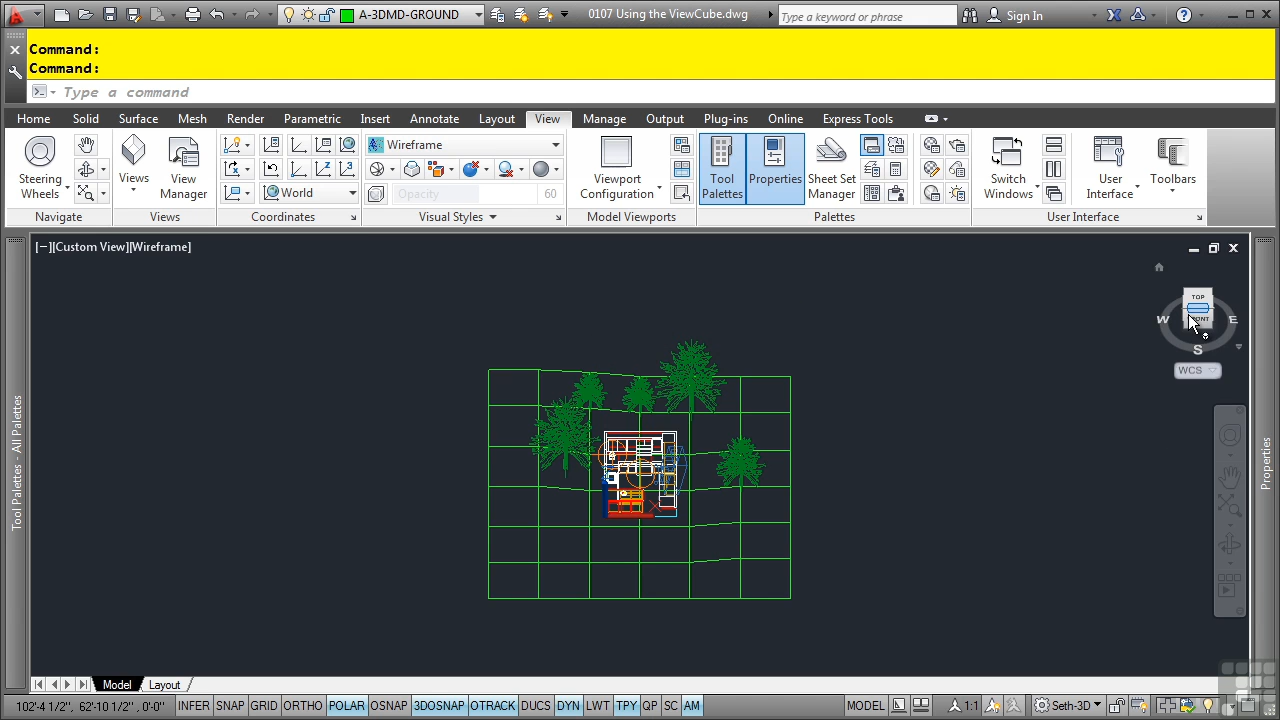 A-3DMD-GROUND 0107 Using the ViewCube.dwg Type a keyword or phrase Sign In
Command:
Command:
Type a command
Home Solid Surface Mesh Render Parametric Insert Annotate Layout View Manage Output Plug-ins Online Express Tools
Steering Wheels
Views
View Manager
World
Wireframe
Opacity 60
Viewport Configuration
Tool Palettes
Properties
Sheet Set Manager
Switch Windows
User Interface
Toolbars
Navigate Views Coordinates Visual Styles Model Viewports Palettes User Interface
[−][Custom View][Wireframe]
TOP
W E
S
WCS
Tool Palettes - All Palettes
Properties
Model Layout
102'-4 1/2", 62'-10 1/2", 0'-0" INFER SNAP GRID ORTHO POLAR OSNAP 3DOSNAP OTRACK DUCS DYN LWT TPY QP SC AM MODEL 1:1 Seth-3D